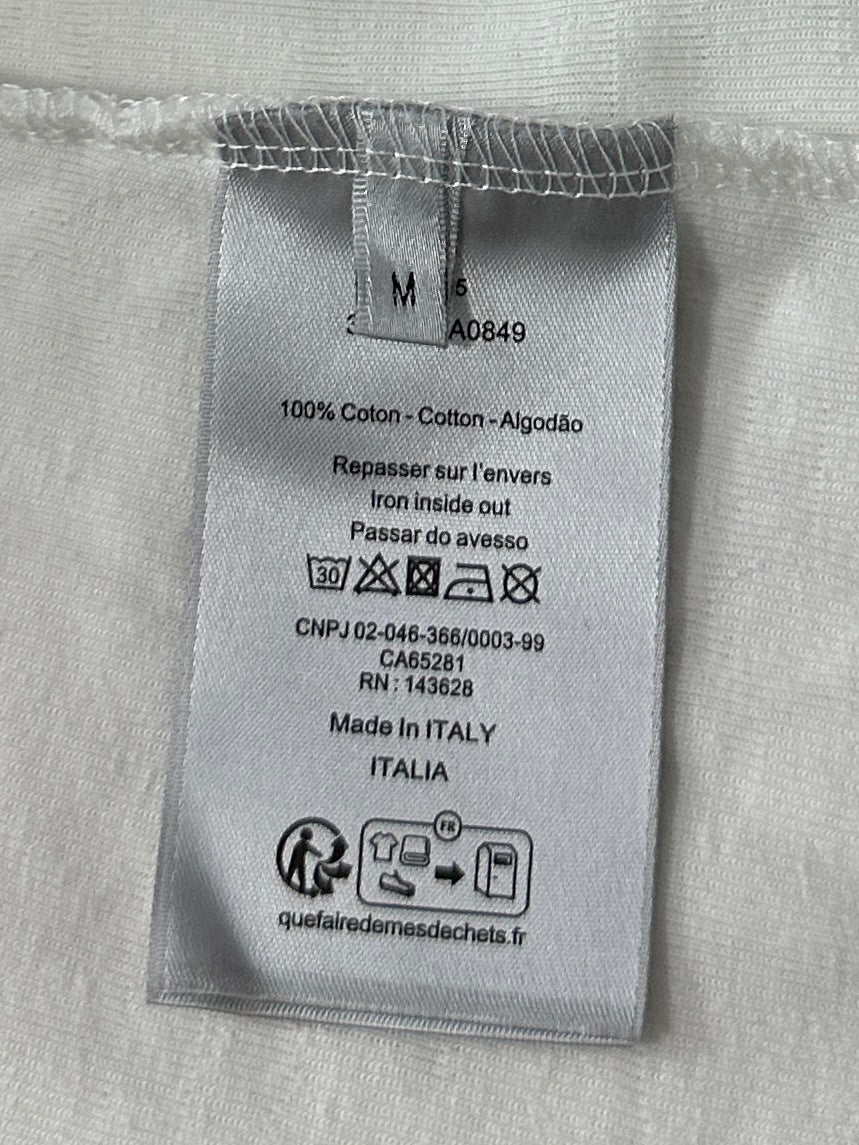 M
5
A0849
100% Coton - Cotton - Algodão
Repasser sur l'envers
Iron inside out
Passar do avesso
30
CNPJ 02-046-366/0003-99
CA65281
RN : 143628
Made In ITALY
ITALIA
FR
quefairedemesdechets.fr